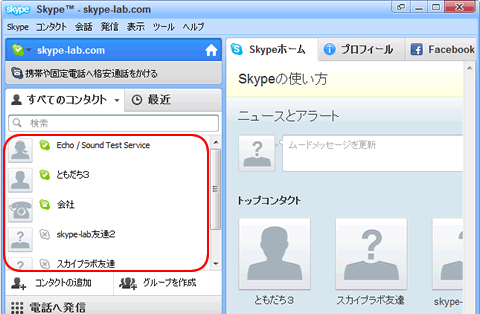 skype Skype™ - skype-lab.com
Skype コンタクト 会話 発信 表示 ツール ヘルプ
skype-lab.com
携帯や固定電話へ格安通話をかける
すべてのコンタクト 最近
検索
Echo / Sound Test Service
ともだち3
会社
skype-lab友達2
スカイプラボ友達
コンタクトの追加 グループを作成
電話へ発信
Skypeホーム プロフィール Facebook
Skypeの使い方
ニュースとアラート
ムードメッセージを更新
トップコンタクト
ともだち3 スカイプラボ友達 skype-